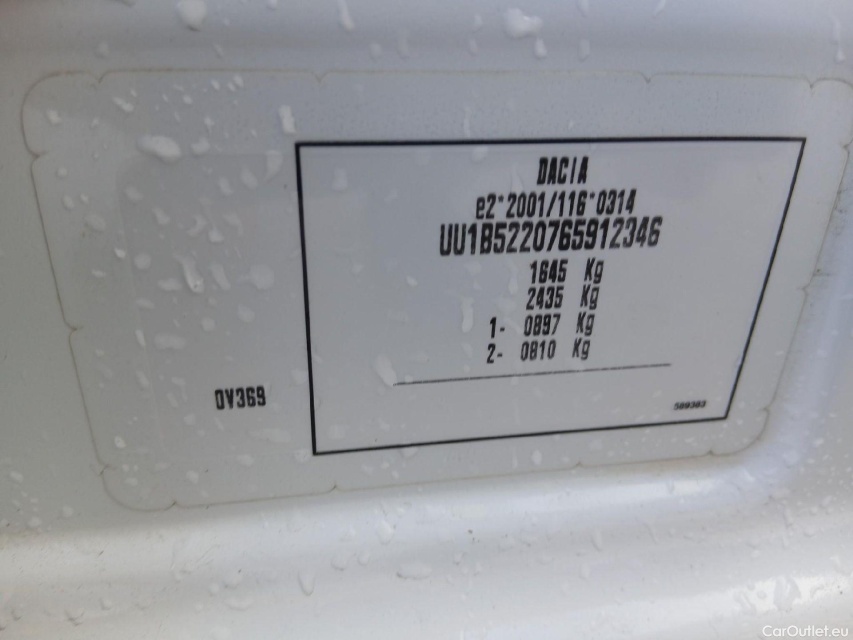 DACIA
e2*2001/116*0314
UU1B5220765912346
1645 Kg
2435 Kg
1- 0897 Kg
2- 0810 Kg
0V369
509303
CarOutlet.eu